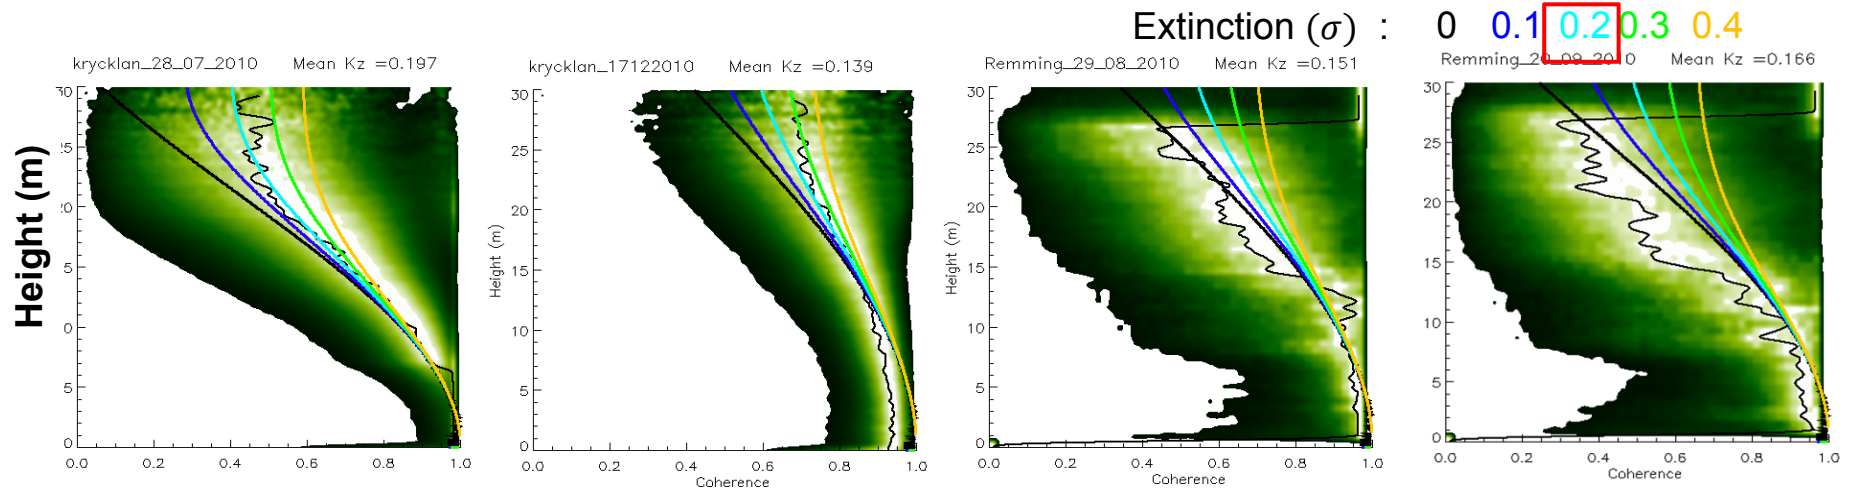 Extinction (σ) : 0 0.1 0.2 0.3 0.4
krycklan_28_07_2010 Mean Kz =0.197
krycklan_17122010 Mean Kz =0.139
Remming_29_08_2010 Mean Kz =0.151
Mean Kz =0.166
Height (m)
30
5
20
5
0
5
0
0.0 0.2 0.4 0.6 0.8 1.0
Height (m)
30
25
20
15
10
5
0
0.0 0.2 0.4 0.6 0.8 1.0
Coherence
Height (m)
30
25
20
15
10
5
0
0.0 0.2 0.4 0.6 0.8 1.0
Coherence
30
25
20
15
10
5
0
0.0 0.2 0.4 0.6 0.8 1.0
Coherence